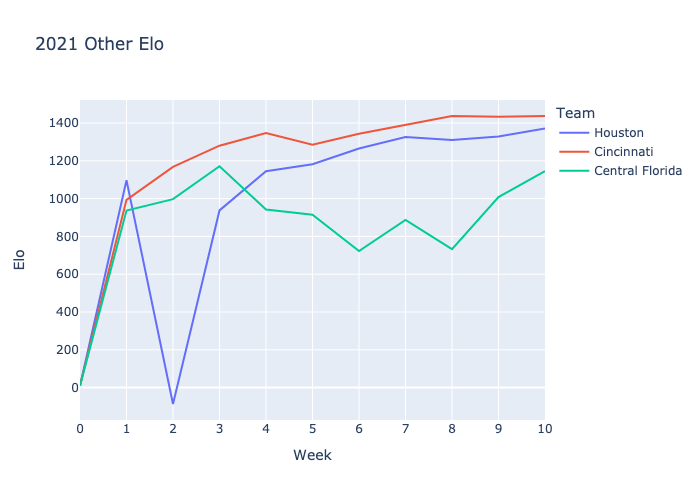 2021 Other Elo
Team
Houston
Cincinnati
Central Florida
Elo
1400
1200
1000
800
600
400
200
0
0 1 2 3 4 5 6 7 8 9 10
Week